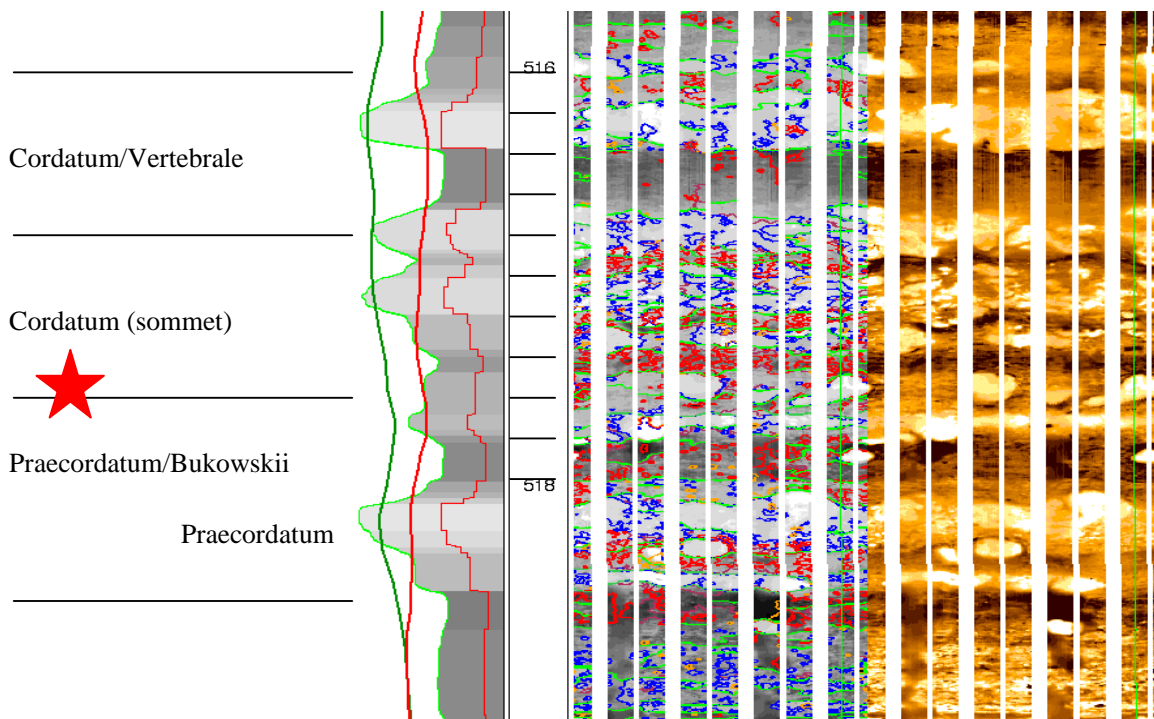 516
Cordatum/Vertebrale
Cordatum (sommet)
Praecordatum/Bukowskii
518
Praecordatum